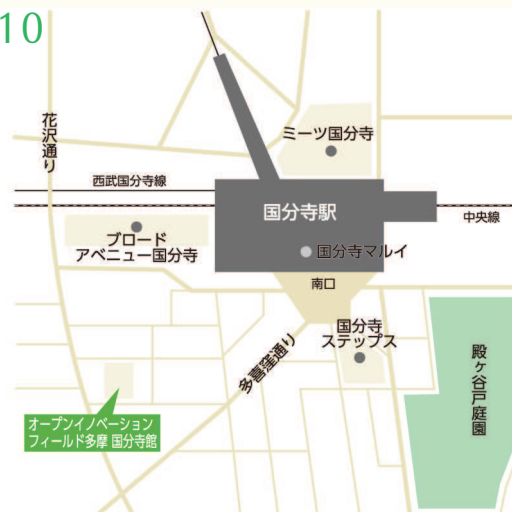 10
花沢通り
ミーツ国分寺
西武国分寺線
国分寺駅
中央線
ブロード
アベニュー国分寺
国分寺マルイ
南口
国分寺
ステップス
多喜窪通り
殿ヶ谷戸庭園
オープンイノベーション
フィールド多摩 国分寺館